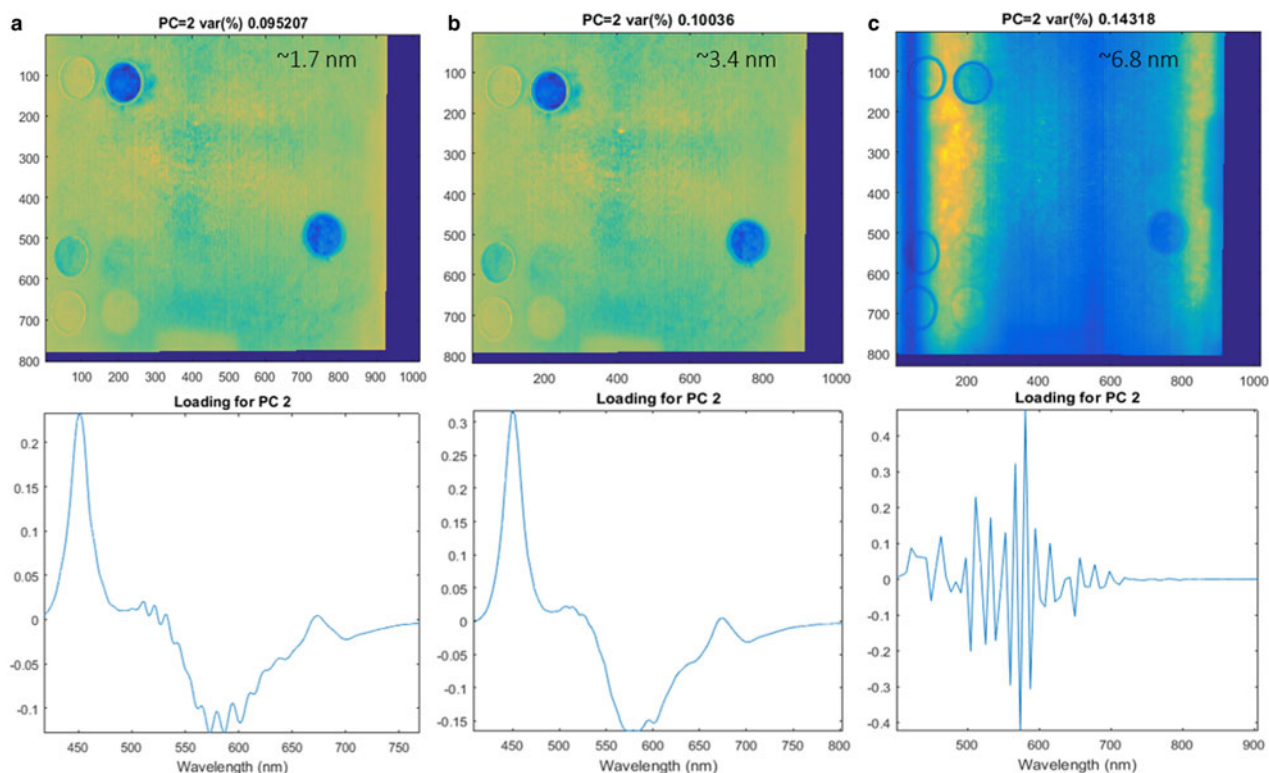 a
PC=2 var(%) 0.095207
~1.7 nm
100
200
300
400
500
600
700
800
100 200 300 400 500 600 700 800 900 1000
Loading for PC 2
0.2
0.15
0.1
0.05
0
-0.05
-0.1
450 500 550 600 650 700 750
Wavelength (nm)
b
PC=2 var(%) 0.10036
~3.4 nm
100
200
300
400
500
600
700
800
200 400 600 800 1000
Loading for PC 2
0.3
0.25
0.2
0.15
0.1
0.05
0
-0.05
-0.1
-0.15
450 500 550 600 650 700 750 800
Wavelength (nm)
c
PC=2 var(%) 0.14318
~6.8 nm
100
200
300
400
500
600
700
800
200 400 600 800 1000
Loading for PC 2
0.4
0.3
0.2
0.1
0
-0.1
-0.2
-0.3
-0.4
500 600 700 800 900
Wavelength (nm)